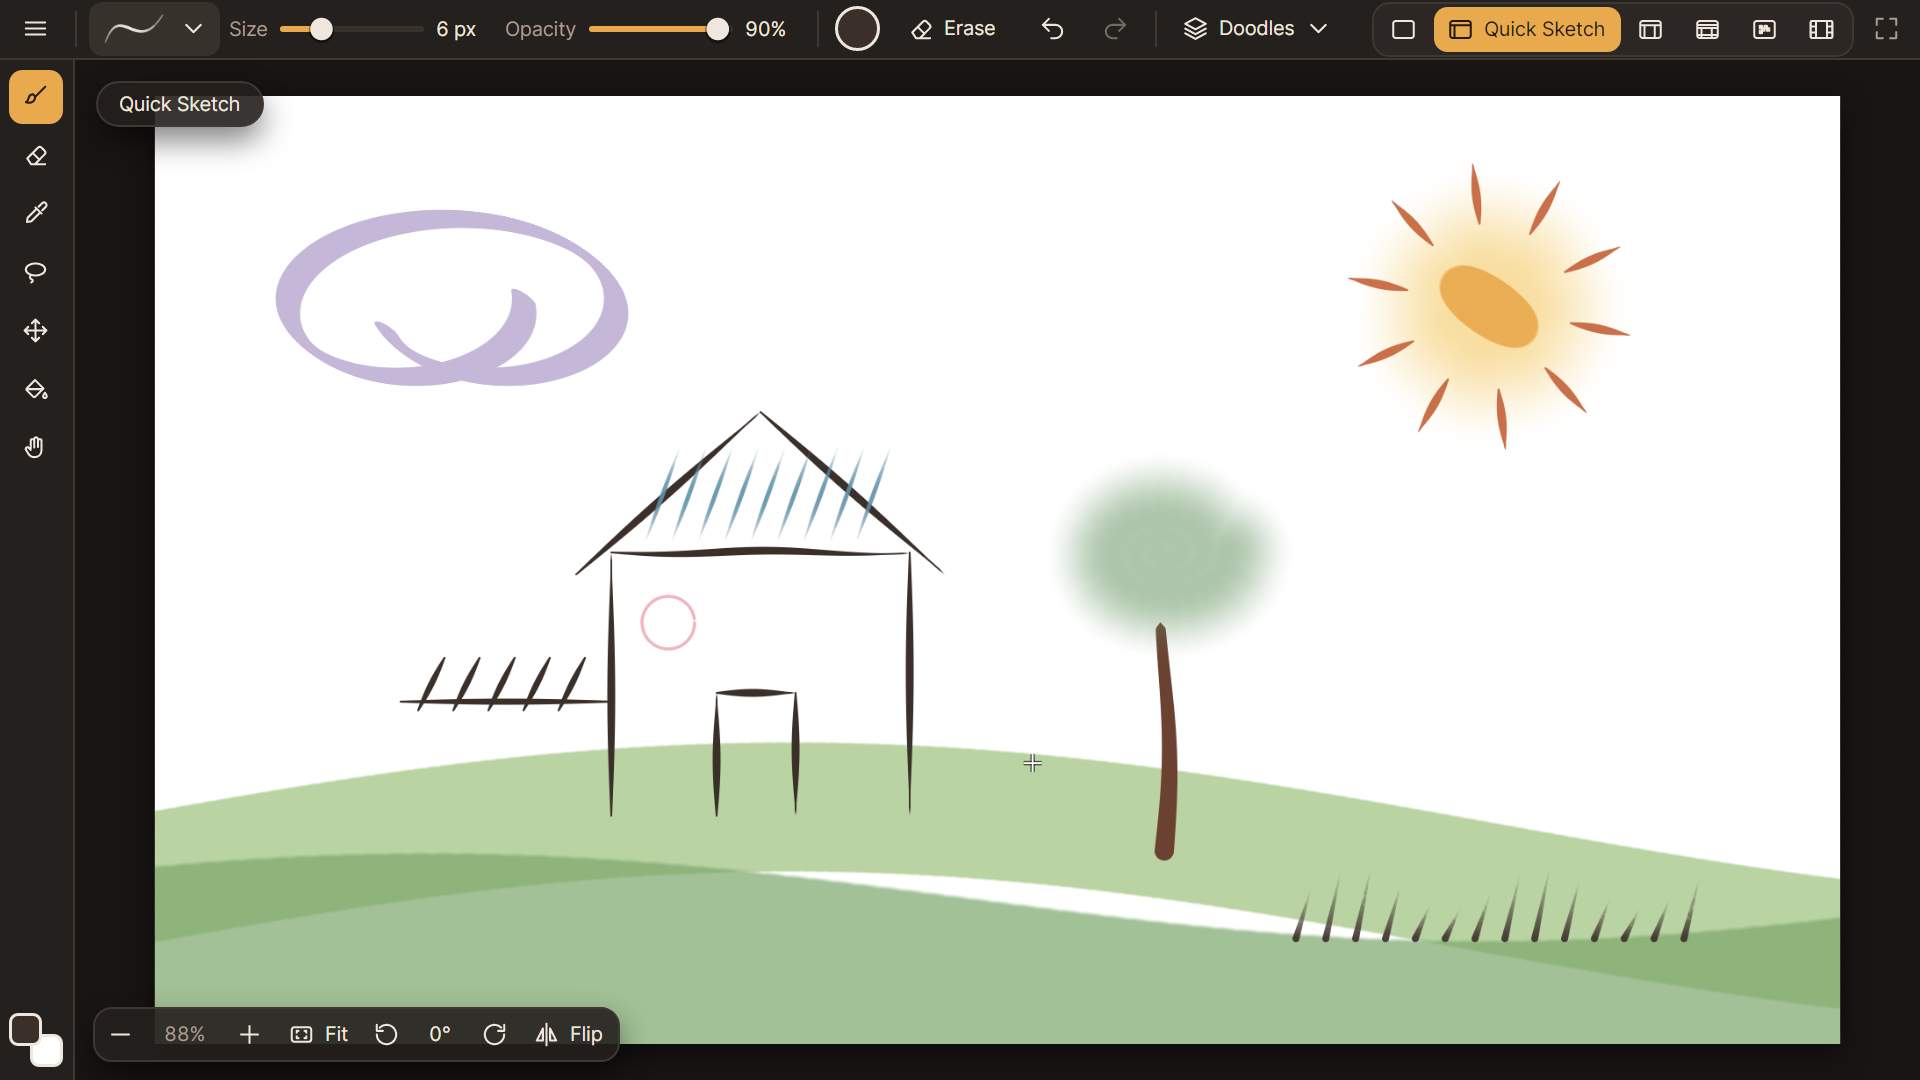 Size 6 px Opacity 90% Erase Doodles Quick Sketch
Quick Sketch
88% Fit 0° Flip